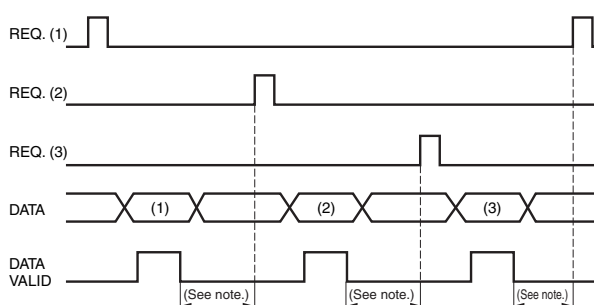 REQ. (1)
REQ. (2)
REQ. (3)
DATA
(1)
(2)
(3)
DATA
VALID
(See note.)
(See note.)
(See note.)